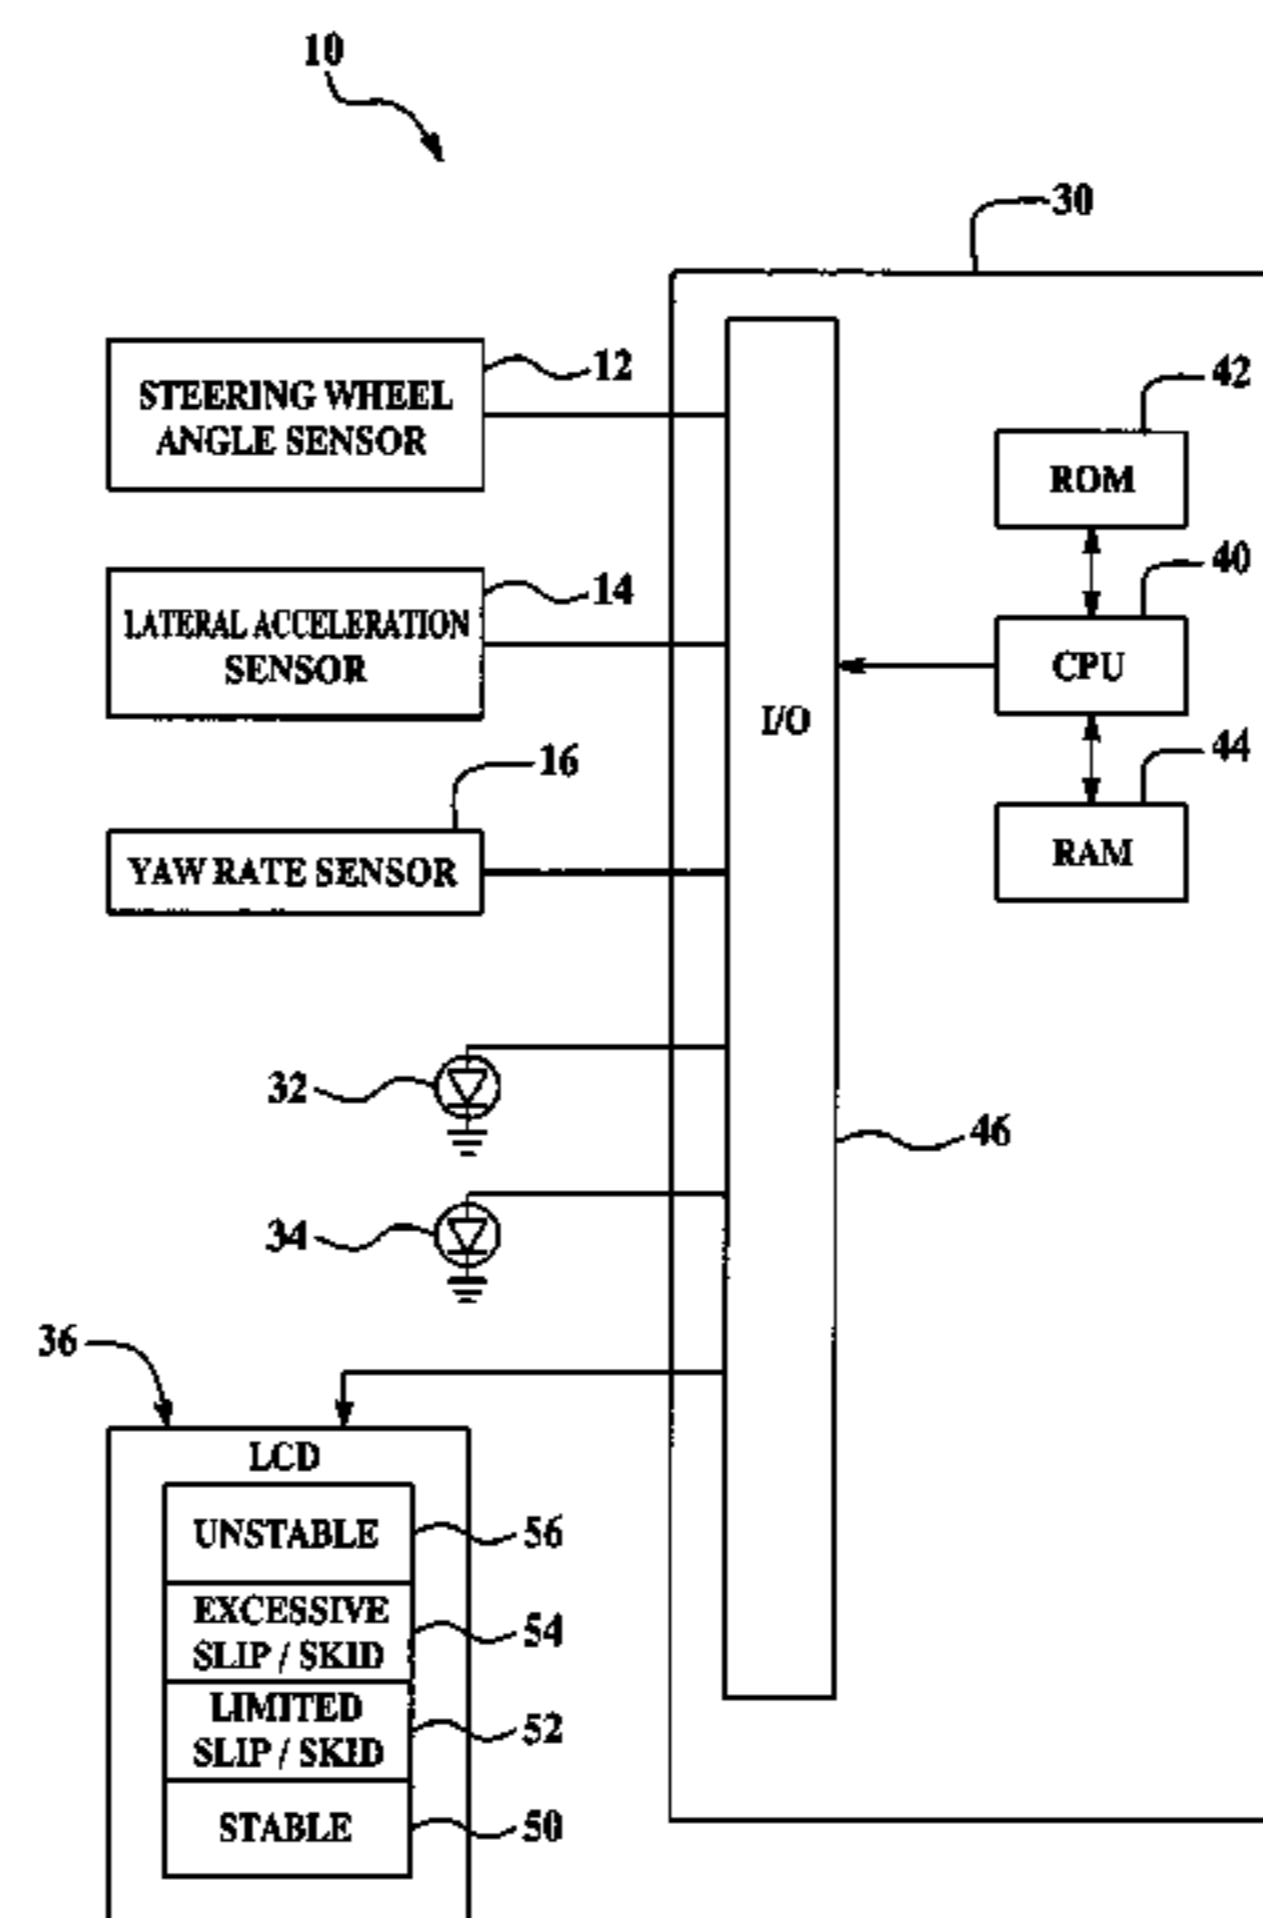 10
30
12
STEERING WHEEL
ANGLE SENSOR
42
ROM
40
14
LATERAL ACCELERATION
SENSOR
CPU
I/O
44
16
RAM
YAW RATE SENSOR
32
46
34
36
LCD
UNSTABLE
56
EXCESSIVE
SLIP / SKID
54
LIMITED
SLIP / SKID
52
STABLE
50